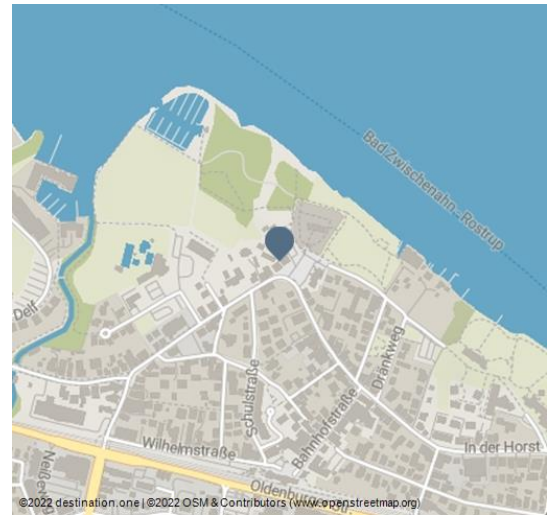 Bad Zwischenahn - Rostrup
Delf
Schulstraße
Bahnhofstraße
Dränkweg
In der Horst
Wilhelmstraße
©2022 destination.one | ©2022 OSM & Contributors (www.openstreetmap.org)